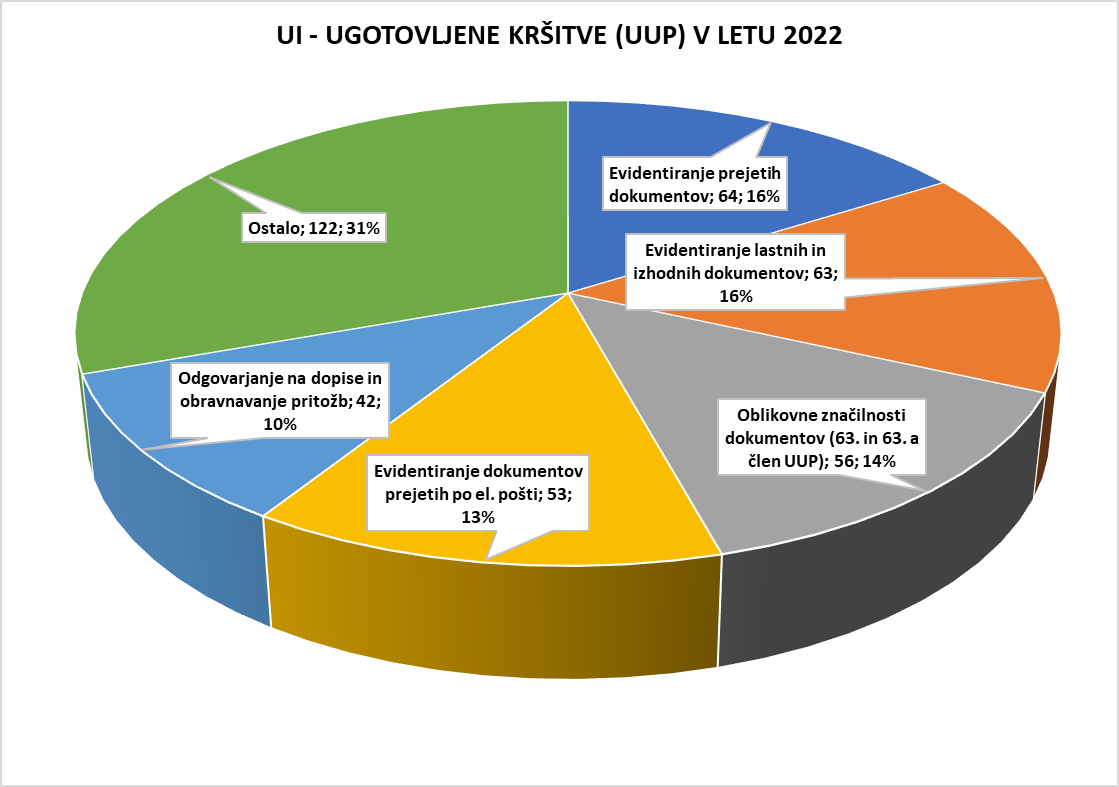 UI - UGOTOVLJENE KRŠITVE (UUP) V LETU 2022
Evidentiranje prejetih
dokumentov; 64; 16%
Evidentiranje lastnih in
izhodnih dokumentov; 63;
16%
Oblikovne značilnosti
dokumentov (63. in 63. a
člen UUP); 56; 14%
Evidentiranje dokumentov
prejetih po el. pošti; 53;
13%
Odgovarjanje na dopise in
obravnavanje pritožb; 42;
10%
Ostalo; 122; 31%